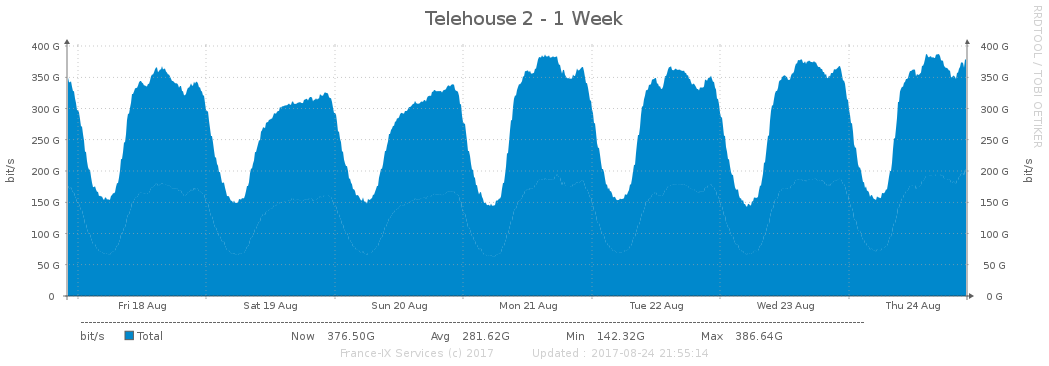 Telehouse 2 - 1 Week
RRDTOOL / TOBI OETIKER
bit/s
400 G
350 G
300 G
250 G
200 G
150 G
100 G
50 G
0
400 G
350 G
300 G
250 G
200 G
150 G
100 G
50 G
0 G
bit/s
Fri 18 Aug Sat 19 Aug Sun 20 Aug Mon 21 Aug Tue 22 Aug Wed 23 Aug Thu 24 Aug
bit/s Total Now 376.50G Avg 281.62G Min 142.32G Max 386.64G
France-IX Services (c) 2017 Updated : 2017-08-24 21:55:14